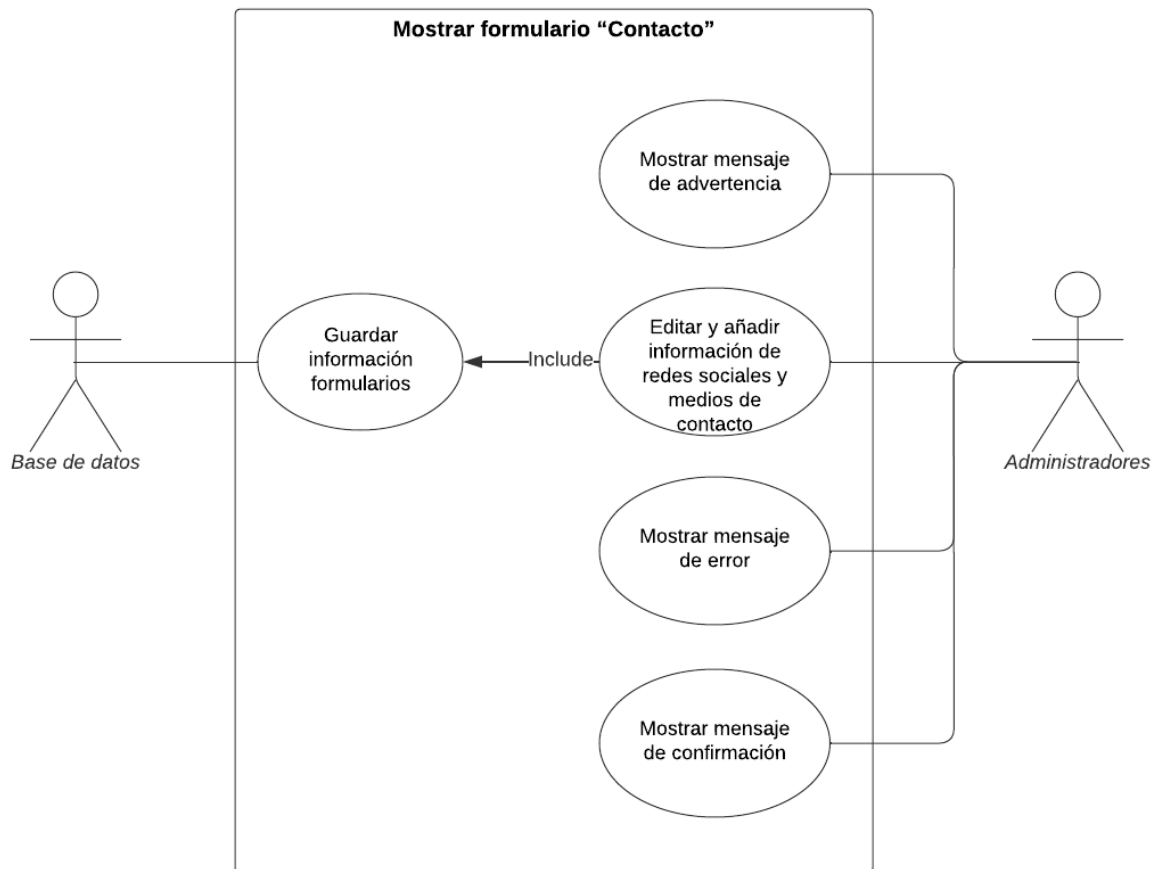 Mostrar formulario “Contacto”
Mostrar mensaje
de advertencia
Guardar
información
formularios
Include
Editar y añadir
información de
redes sociales y
medios de
contacto
Base de datos
Administradores
Mostrar mensaje
de error
Mostrar mensaje
de confirmación